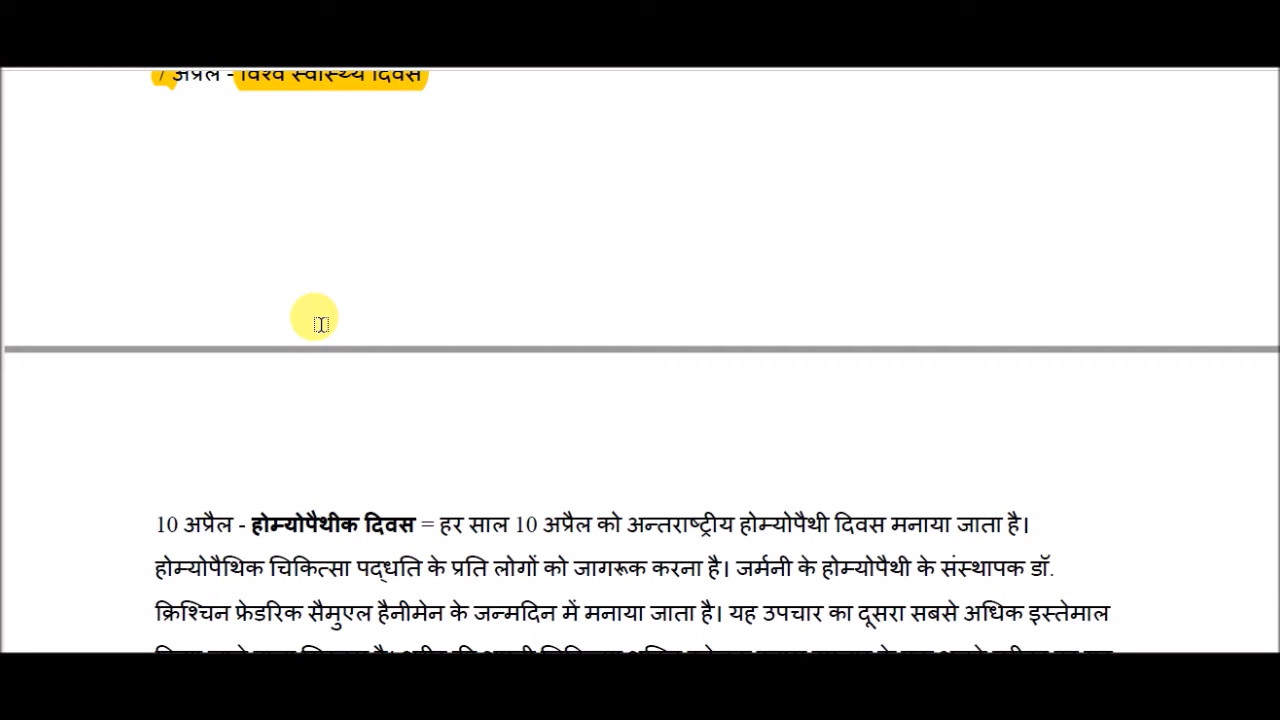 7 अप्रैल - विश्व स्वास्थ्य दिवस
10 अप्रैल - होम्योपैथीक दिवस = हर साल 10 अप्रैल को अन्तराष्ट्रीय होम्योपैथी दिवस मनाया जाता है।
होम्योपैथिक चिकित्सा पद्धति के प्रति लोगों को जागरूक करना है। जर्मनी के होम्योपैथी के संस्थापक डॉ.
क्रिश्चिन फ्रेडरिक सैमुएल हैनीमेन के जन्मदिन में मनाया जाता है। यह उपचार का दूसरा सबसे अधिक इस्तेमाल